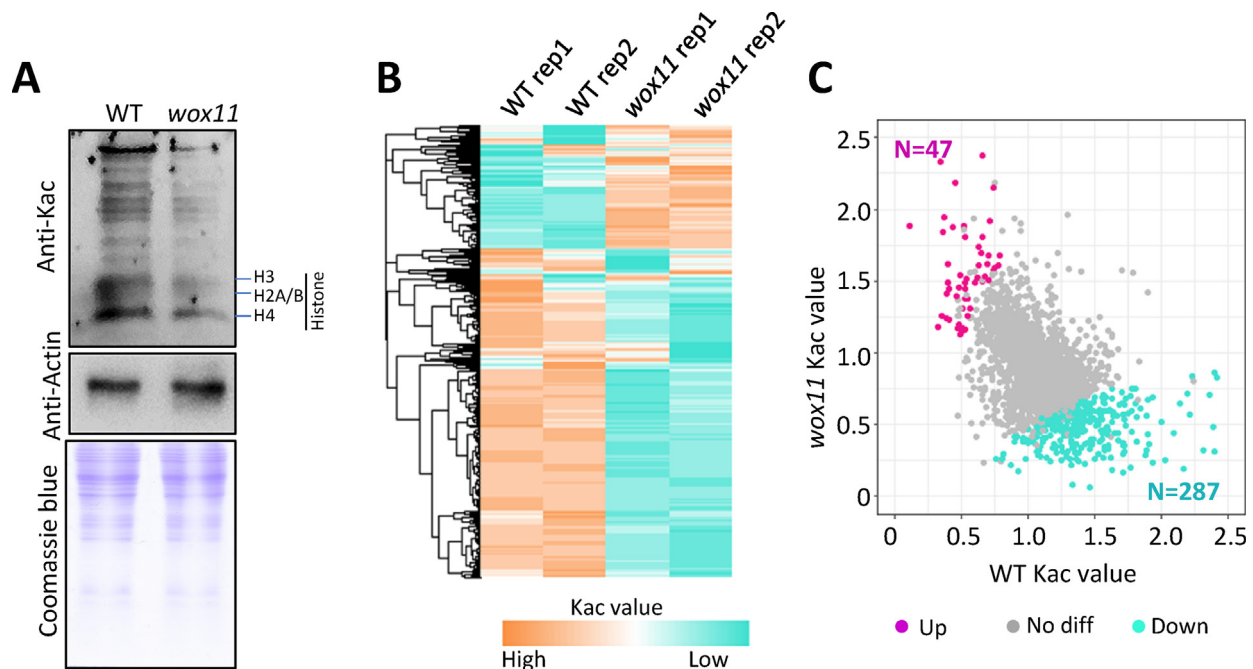 A
WT wox11
Anti-Kac
H3
H2A/B
H4
Histone
Anti-Actin
Coomassie blue
B
WT rep1
WT rep2
wox11 rep1
wox11 rep2
Kac value
High Low
C
N=47
N=287
wox11 Kac value
2.5
2.0
1.5
1.0
0.5
0
0 0.5 1.0 1.5 2.0 2.5
WT Kac value
Up No diff Down